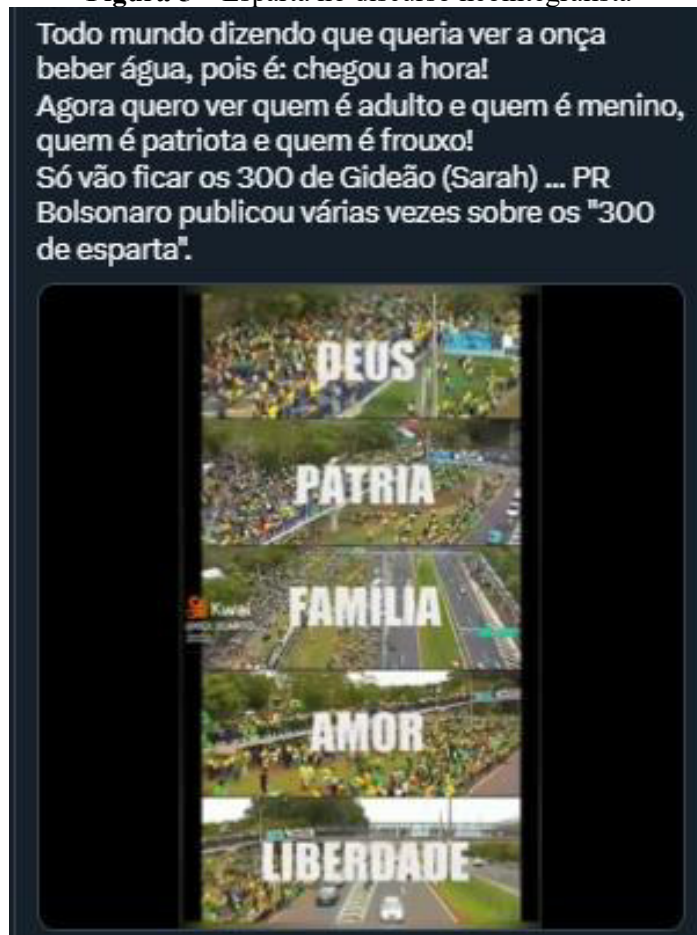 Todo mundo dizendo que queria ver a onça
beber água, pois é: chegou a hora!
Agora quero ver quem é adulto e quem é menino,
quem é patriota e quem é frouxo!
Só vão ficar os 300 de Gideão (Sarah) ... PR
Bolsonaro publicou várias vezes sobre os "300
de esparta".
DEUS
PÁTRIA
FAMÍLIA
Kwai
AMOR
LIBERDADE